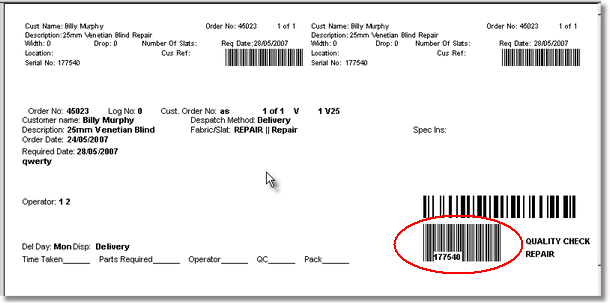 Cust Name: Billy Murphy Order No: 45023 1 of 1 Cust Name: Billy Murphy Order No: 45023 1 of 1
Description: 25mm Venetian Blind Repair Description: 25mm Venetian Blind Repair
Width: 0 Drop: 0 Number Of Slats: Req Date: 28/05/2007 Width: 0 Drop: 0 Number Of Slats: Req Date: 28/05/2007
Location: Cus Ref: Location: Cus Ref:
Serial No: 177540 Serial No: 177540
Order No: 45023 Log No: 0 Cust. Order No: as 1 of 1 V 1 V25
Customer name: Billy Murphy Despatch Method: Delivery
Description: 25mm Venetian Blind Fabric/Slat: REPAIR || Repair Spec Ins:
Order Date: 24/05/2007
Required Date: 28/05/2007
qwerty
Operator: 1 2
177540
QUALITY CHECK
REPAIR
Del Day: Mon Disp: Delivery
Time Taken______ Parts Required______ Operator______ QC______ Pack______